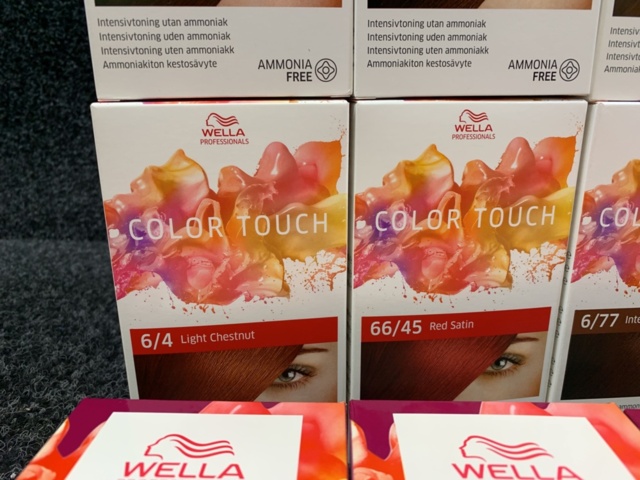 Intensivtoning utan ammoniak
Intensivtoning uden ammoniak
Intensivtoning uten ammoniakk
Ammoniakiton kestosävyte
AMMONIA
FREE
Intensivtoning utan ammoniak
Intensivtoning uden ammoniak
Intensivtoning uten ammoniakk
Ammoniakiton kestosävyte
AMMONIA
FREE
WELLA
PROFESSIONALS
COLOR TOUCH
6/4 Light Chestnut
WELLA
PROFESSIONALS
COLOR TOUCH
66/45 Red Satin
COL
6/77 Inte
WELLA
WELLA